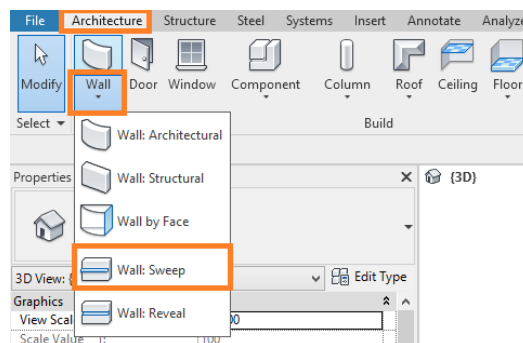 File Architecture Structure Steel Systems Insert Annotate Analyze
Modify Wall Door Window Component Column Roof Ceiling Floor
Select Build
Wall: Architectural
Properties Wall: Structural {3D}
Wall by Face
3D View: Wall: Sweep Edit Type
Graphics
View Scal Wall: Reveal 00
Scale Value 1: 100